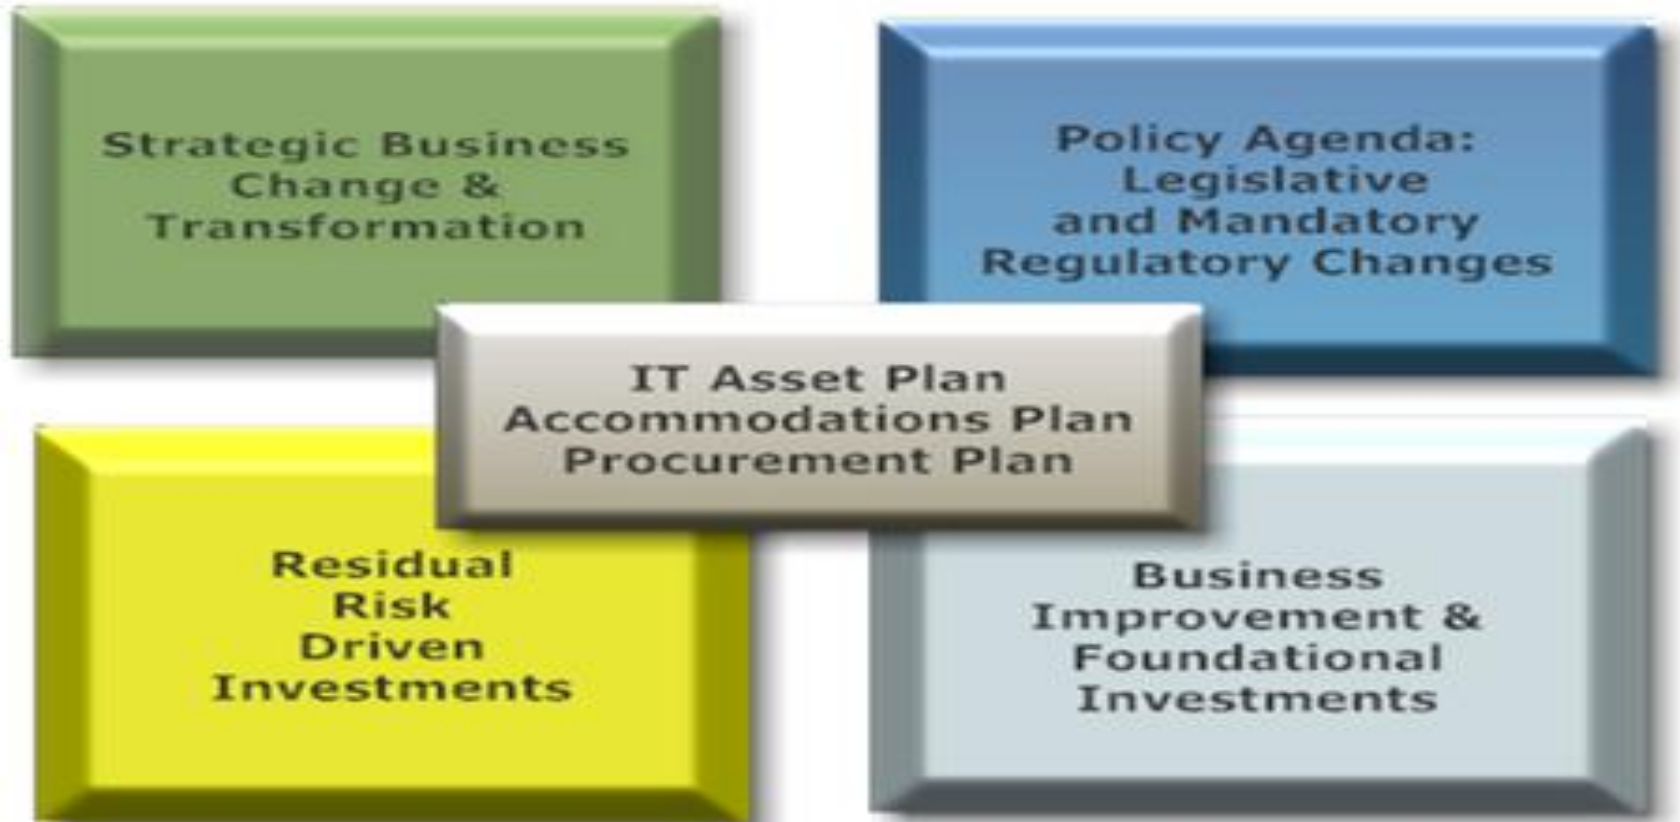 Strategic Business
Change &
Transformation
Policy Agenda:
Legislative
and Mandatory
Regulatory Changes
IT Asset Plan
Accommodations Plan
Procurement Plan
Residual
Risk
Driven
Investments
Business
Improvement &
Foundational
Investments